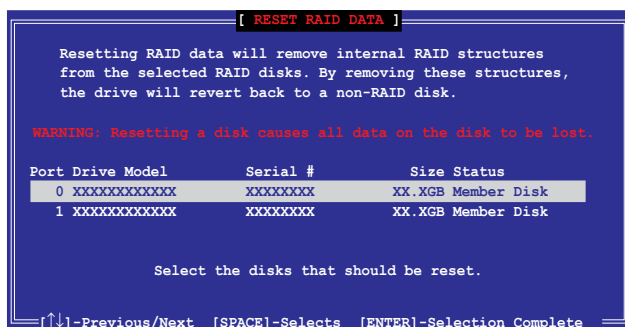 [ RESET RAID DATA ]
Resetting RAID data will remove internal RAID structures
from the selected RAID disks. By removing these structures,
the drive will revert back to a non-RAID disk.
WARNING: Resetting a disk causes all data on the disk to be lost.
Port Drive Model Serial # Size Status
0 XXXXXXXXXXXX XXXXXXXX XX.XGB Member Disk
1 XXXXXXXXXXXX XXXXXXXX XX.XGB Member Disk
Select the disks that should be reset.
[↑↓]-Previous/Next [SPACE]-Selects [ENTER]-Selection Complete